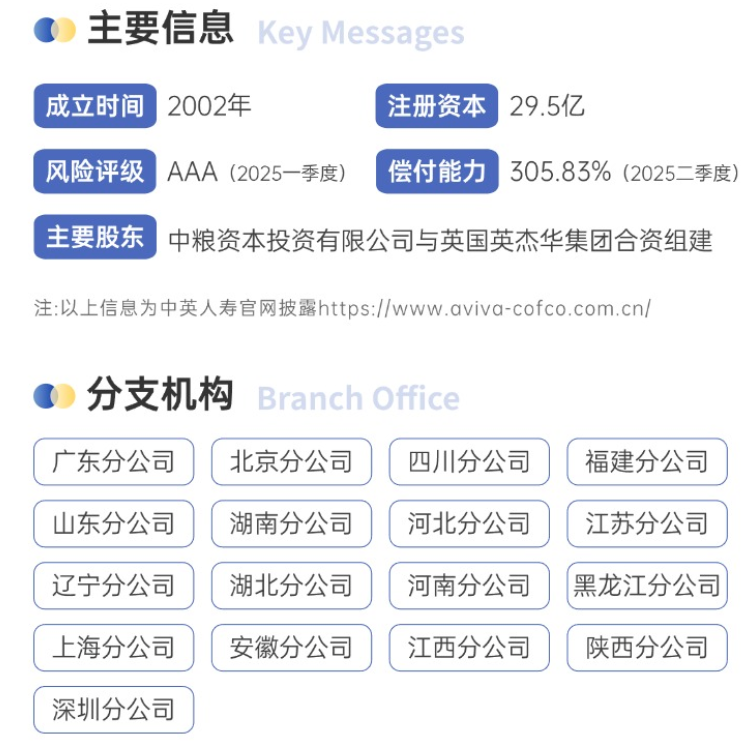 主要信息 Key Messages
成立时间 2002年 注册资本 29.5亿
风险评级 AAA（2025一季度） 偿付能力 305.83%（2025二季度）
主要股东 中粮资本投资有限公司与英国英杰华集团合资组建
注:以上信息为中英人寿官网披露https://www.aviva-cofco.com.cn/
分支机构 Branch Office
广东分公司 北京分公司 四川分公司 福建分公司
山东分公司 湖南分公司 河北分公司 江苏分公司
辽宁分公司 湖北分公司 河南分公司 黑龙江分公司
上海分公司 安徽分公司 江西分公司 陕西分公司
深圳分公司